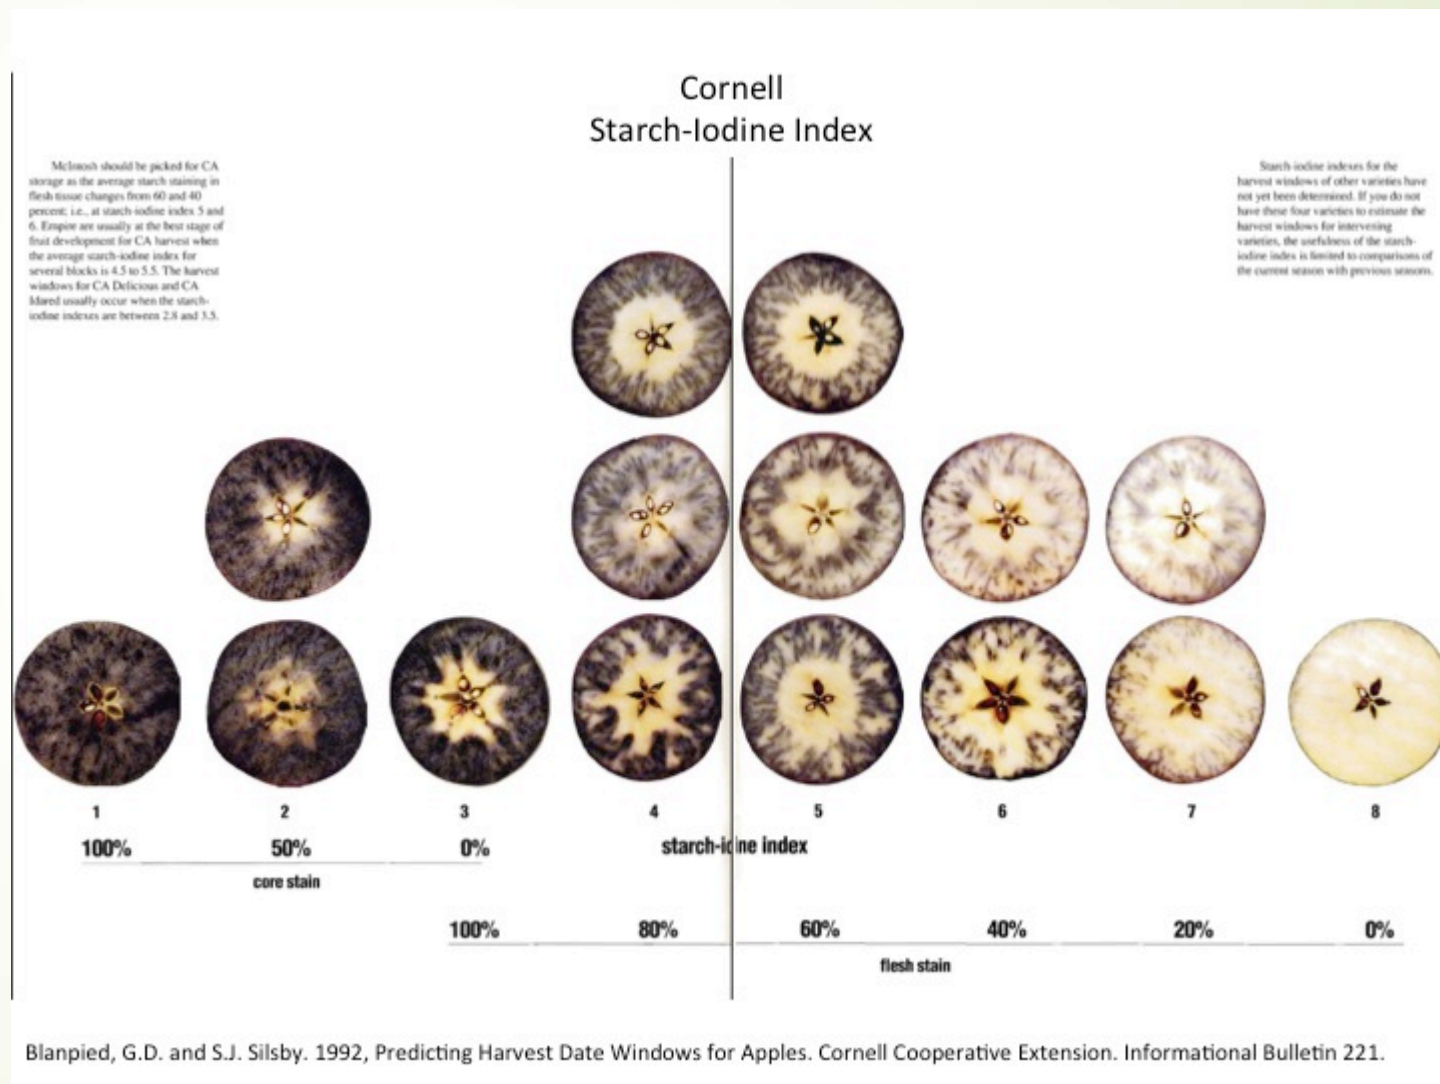 Cornell
Starch-Iodine Index
McIntosh should be picked for CA
storage as the average starch staining in
flesh tissue changes from 60 and 40
percent; i.e., at starch-iodine index 5 and
6. Empire are usually at the best stage of
fruit development for CA harvest when
the average starch-iodine index for
several blocks is 4.5 to 5.5. The harvest
windows for CA Delicious and CA
Idared usually occur when the starch-
iodine indexes are between 2.8 and 3.5.
Starch-iodine indexes for the
harvest windows of other varieties have
not yet been determined. If you do not
have these four varieties to estimate the
harvest windows for intervening
varieties, the usefulness of the starch-
iodine index is limited to comparisons of
the current season with previous seasons.
1 2 3 4 5 6 7 8
100% 50% 0% starch-io ine index
core stain
100% 80% 60% 40% 20% 0%
flesh stain
Blanpied, G.D. and S.J. Silsby. 1992, Predicting Harvest Date Windows for Apples. Cornell Cooperative Extension. Informational Bulletin 221.